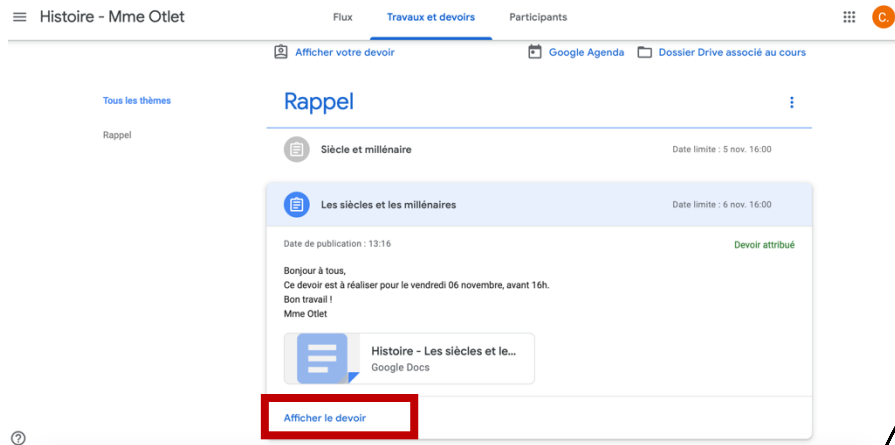 Histoire - Mme Otlet
Flux
Travaux et devoirs
Participants
C.
Afficher votre devoir
Google Agenda
Dossier Drive associé au cours
Tous les thèmes
Rappel
Rappel
Siècle et millénaire
Date limite : 5 nov. 16:00
Les siècles et les millénaires
Date limite : 6 nov. 16:00
Date de publication : 13:16
Devoir attribué
Bonjour à tous,
Ce devoir est à réaliser pour le vendredi 06 novembre, avant 16h.
Bon travail !
Mme Otlet
Histoire - Les siècles et le...
Google Docs
Afficher le devoir